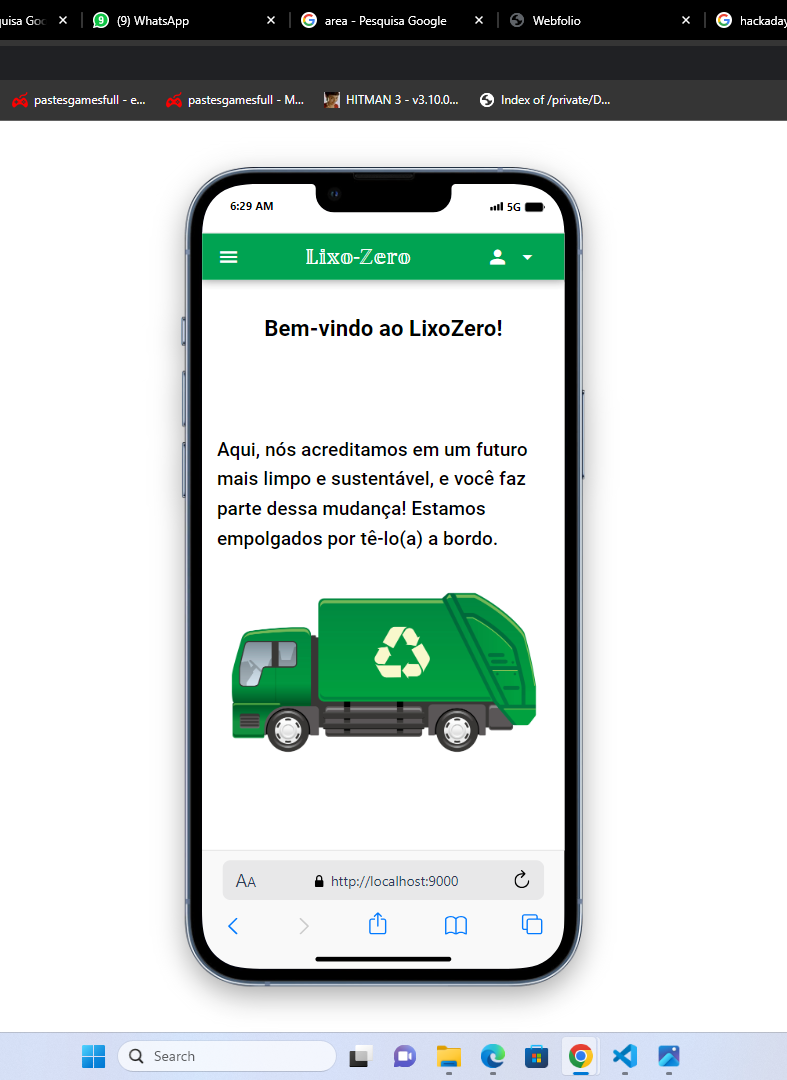 uisa Goo
(9) WhatsApp
area - Pesquisa Google
Webfolio
hackaday
pastesgamesfull - e...
pastesgamesfull - M...
HITMAN 3 - v3.10.0...
Index of /private/D...
6:29 AM
5G
Lixo-Zero
Bem-vindo ao LixoZero!
Aqui, nós acreditamos em um futuro
mais limpo e sustentável, e você faz
parte dessa mudança! Estamos
empolgados por tê-lo(a) a bordo.
AA
http://localhost:9000
Search